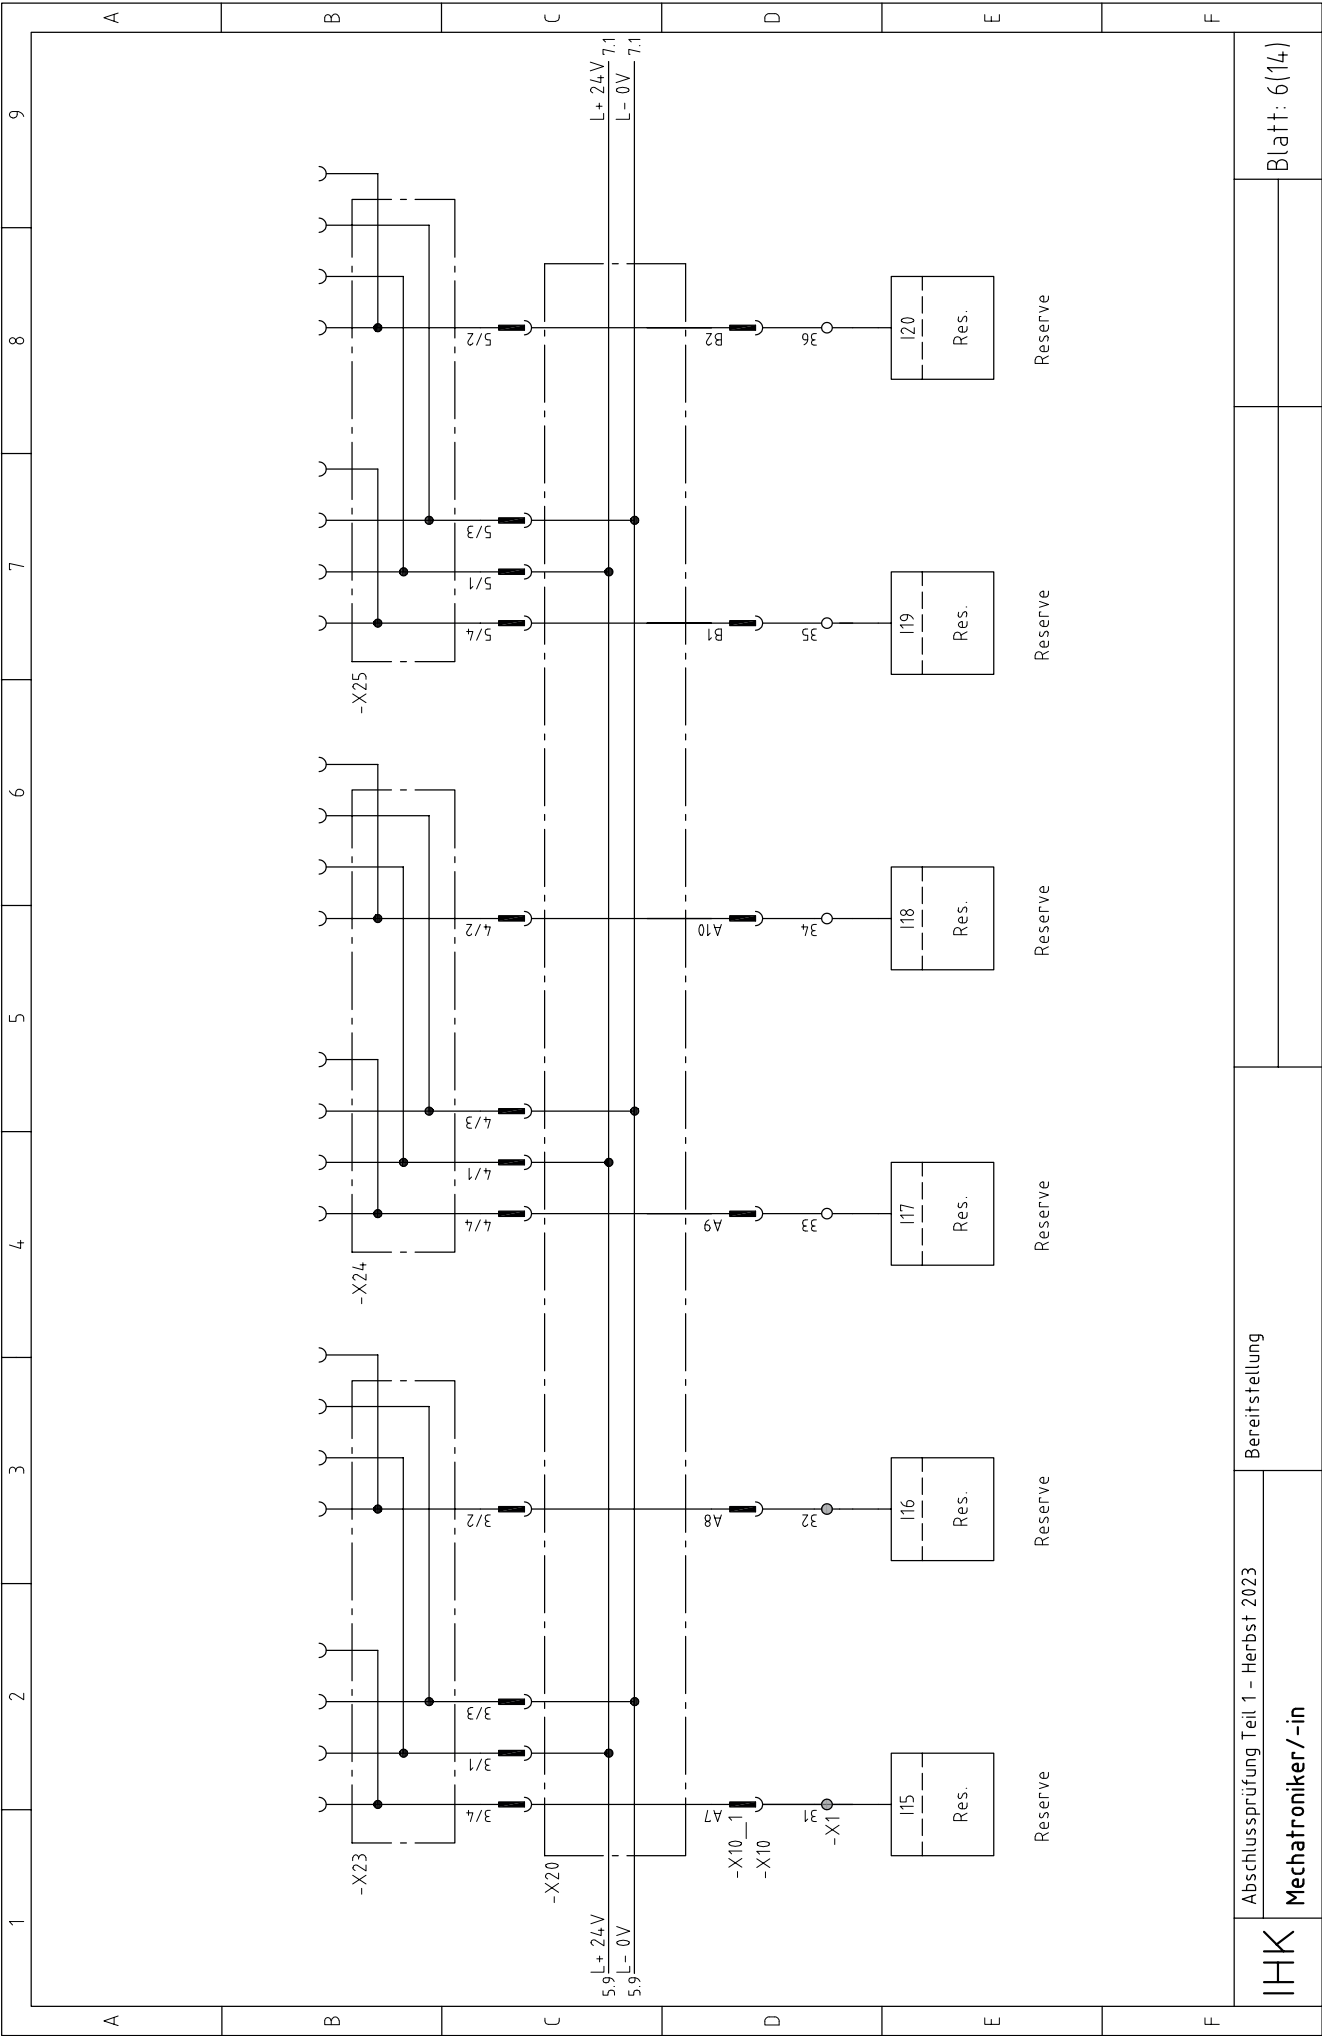 1 2 3 4 5 6 7 8 9
A
A
B
B
-X23
-X24
-X25
C
C
3/4 3/1 3/3 3/2 4/4 4/1 4/3 4/2 5/4 5/1 5/3 5/2
-X20
5.9 L+ 24V
L+ 24V 7.1
5.9 L- 0V
L- 0V 7.1
D
D
A7 A8 A9 A10 B1 B2
-X10__1
-X10
31 32 33 34 35 36
-X1
E
E
I15 I16 I17 I18 I19 I20
Res. Res. Res. Res. Res. Res.
Reserve Reserve Reserve Reserve Reserve Reserve
F
F
IHK
Abschlussprüfung Teil 1 - Herbst 2023
Mechatroniker/-in
Bereitstellung
Blatt: 6(14)